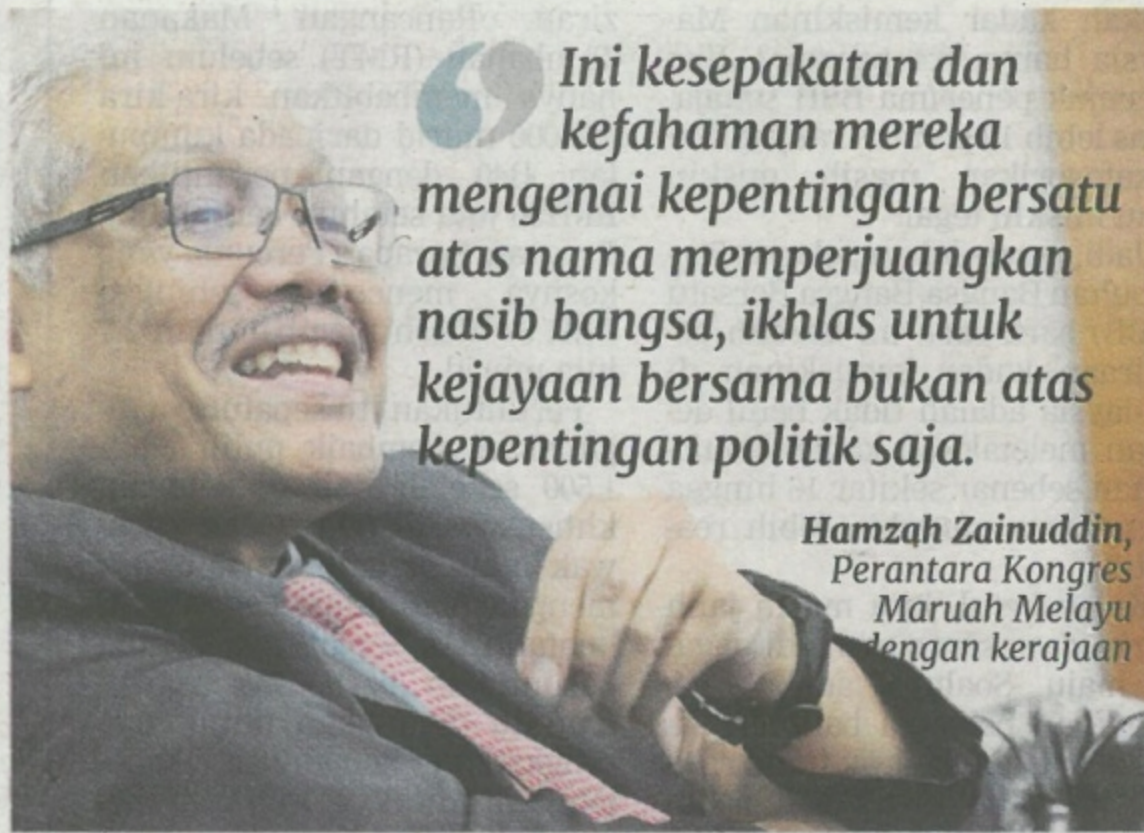 Ini kesepakatan dan
kefahaman mereka
mengenai kepentingan bersatu
atas nama memperjuangkan
nasib bangsa, ikhlas untuk
kejayaan bersama bukan atas
kepentingan politik saja.
Hamzah Zainuddin,
Perantara Kongres
Maruah Melayu
dengan kerajaan